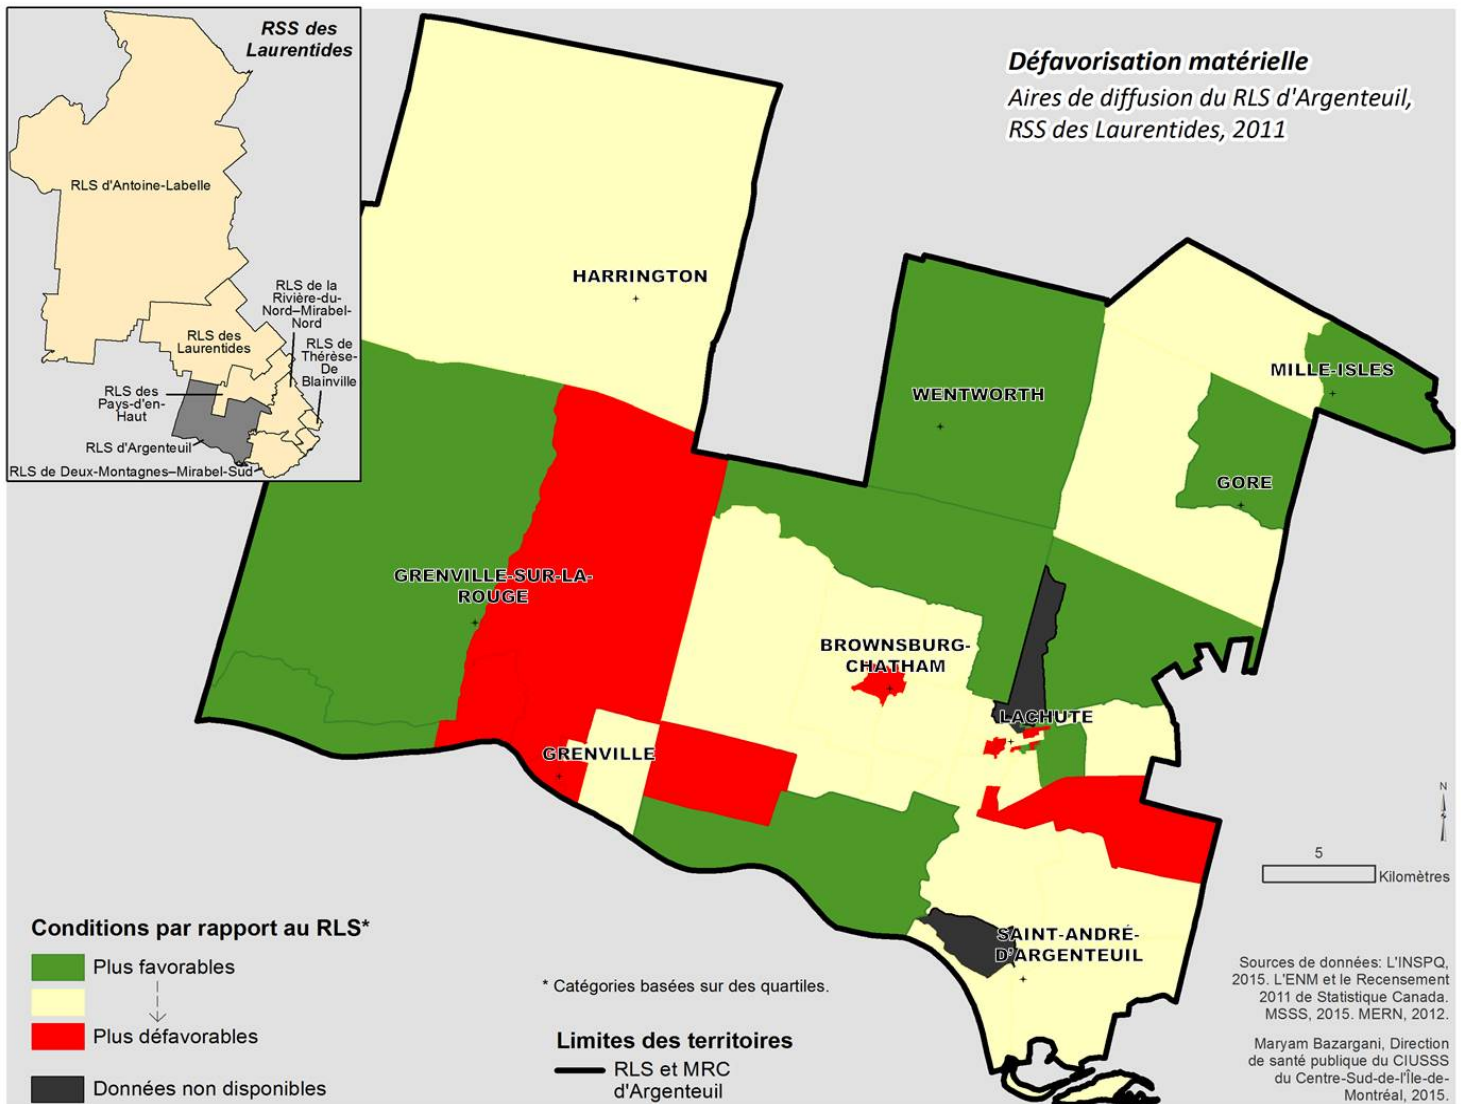 RSS des
Laurentides
RLS d'Antoine-Labelle
RLS de la
Rivière-du-
Nord–Mirabel-
Nord
RLS des
Laurentides
RLS de
Thérèse-
De
Blainville
RLS des
Pays-d'en-
Haut
RLS d'Argenteuil
RLS de Deux-Montagnes–Mirabel-Sud
Défavorisation matérielle
Aires de diffusion du RLS d'Argenteuil,
RSS des Laurentides, 2011
HARRINGTON
WENTWORTH
MILLE-ISLES
GORE
GRENVILLE-SUR-LA-
ROUGE
BROWNSBURG-
CHATHAM
LACHUTE
GRENVILLE
SAINT-ANDRÉ-
D'ARGENTEUIL
N
5
Kilomètres
Conditions par rapport au RLS*
Plus favorables
Plus défavorables
Données non disponibles
* Catégories basées sur des quartiles.
Limites des territoires
RLS et MRC
d'Argenteuil
Sources de données: L'INSPQ,
2015. L'ENM et le Recensement
2011 de Statistique Canada.
MSSS, 2015. MERN, 2012.
Maryam Bazargani, Direction
de santé publique du CIUSSS
du Centre-Sud-de-l'Île-de-
Montréal, 2015.